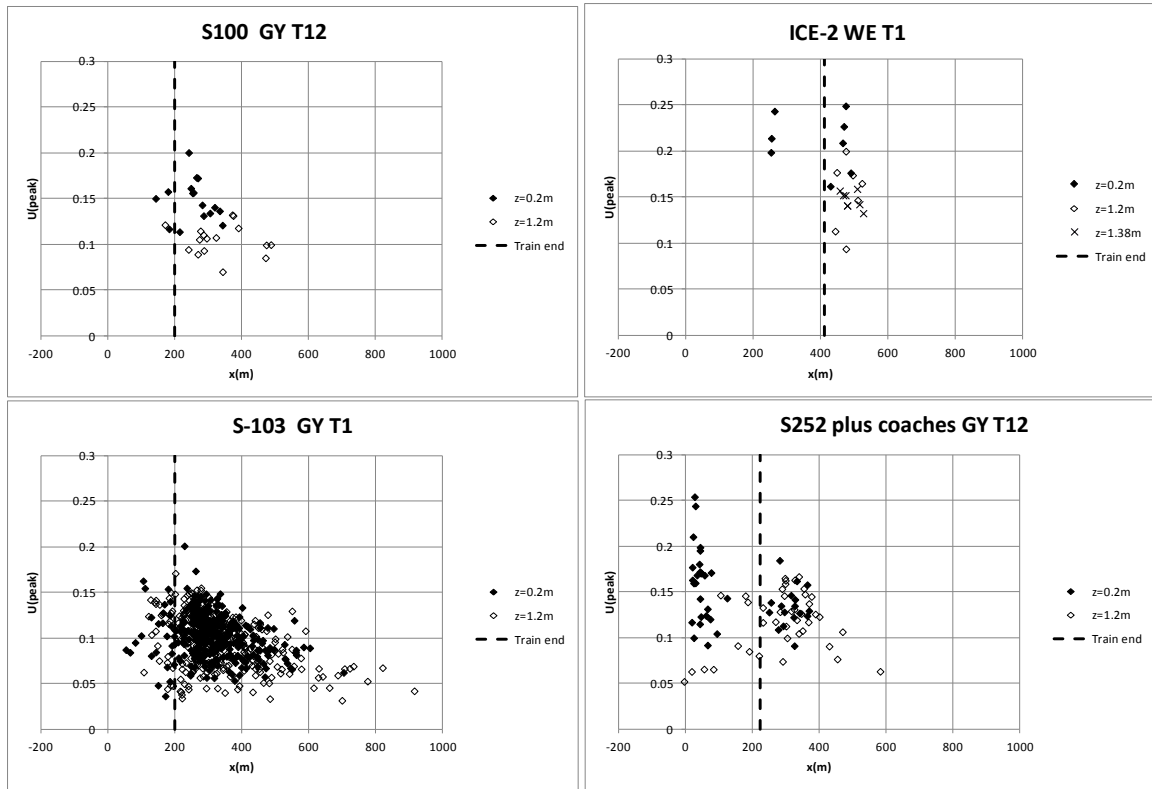 S100 GY T12
0.3
0.25
0.2
0.15
0.1
0.05
0
U(peak)
-200 0 200 400 600 800 1000
x(m)
z=0.2m
z=1.2m
Train end
ICE-2 WE T1
0.3
0.25
0.2
0.15
0.1
0.05
0
U(peak)
-200 0 200 400 600 800 1000
x(m)
z=0.2m
z=1.2m
z=1.38m
Train end
S-103 GY T1
0.3
0.25
0.2
0.15
0.1
0.05
0
U(peak)
-200 0 200 400 600 800 1000
x(m)
z=0.2m
z=1.2m
Train end
S252 plus coaches GY T12
0.3
0.25
0.2
0.15
0.1
0.05
0
U(peak)
-200 0 200 400 600 800 1000
x(m)
z=0.2m
z=1.2m
Train end